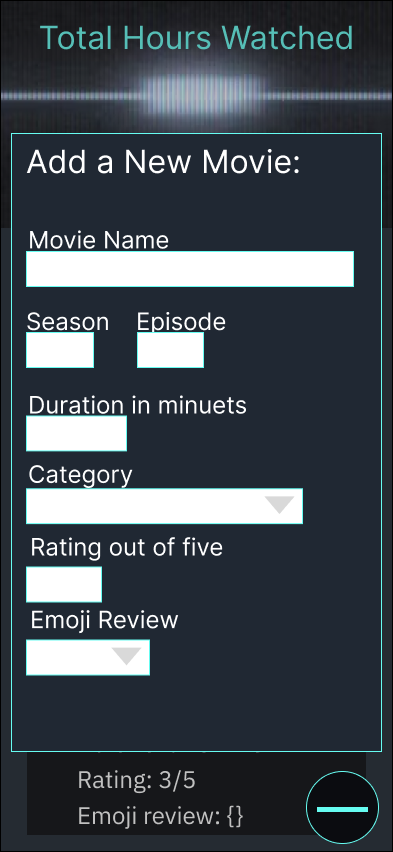 Total Hours Watched
Add a New Movie:
Movie Name
Season Episode
Duration in minuets
Category
Rating out of five
Emoji Review
Rating: 3/5
Emoji review: {}